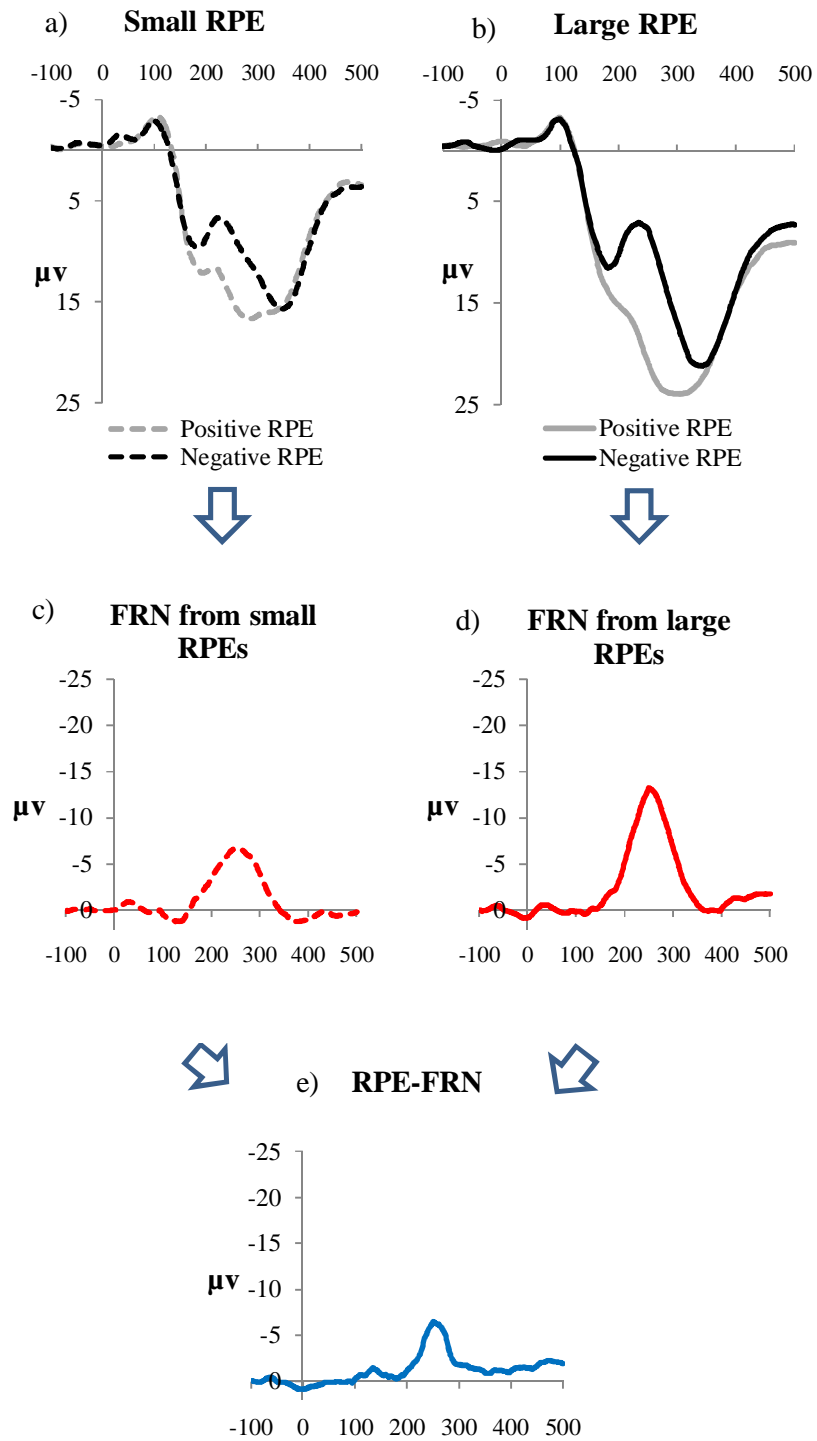 a) Small RPE
-100 0 100 200 300 400 500
-5
5
µv
15
25
Positive RPE
Negative RPE
b) Large RPE
-100 0 100 200 300 400 500
-5
5
µv
15
25
Positive RPE
Negative RPE
c) FRN from small
RPEs
-25
-20
-15
µv
-10
-5
0
-100 0 100 200 300 400 500
d) FRN from large
RPEs
-25
-20
-15
µv
-10
-5
0
-100 0 100 200 300 400 500
e) RPE-FRN
-25
-20
-15
µv
-10
-5
0
-100 0 100 200 300 400 500